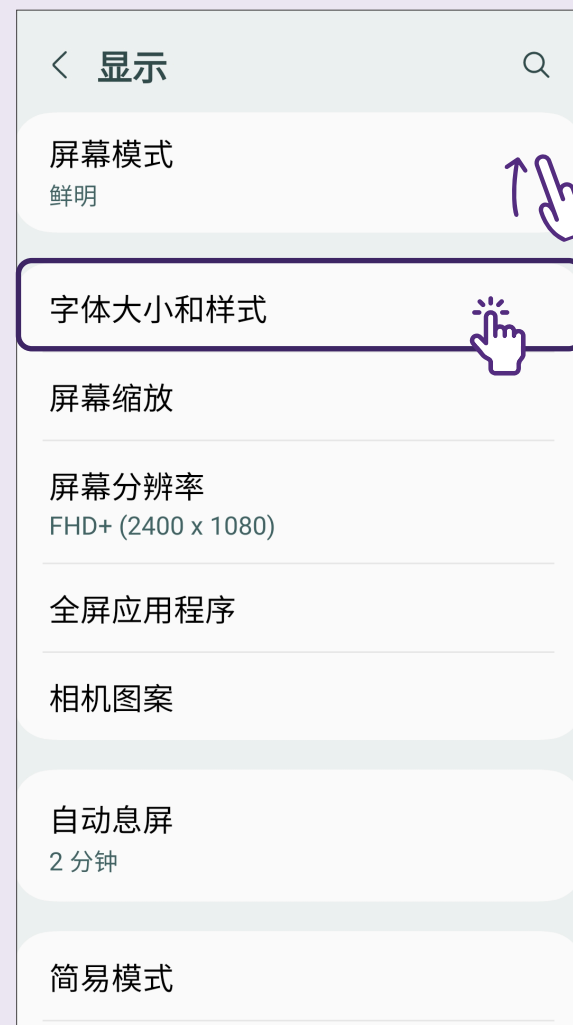 显示
屏幕模式
鲜明
字体大小和样式
屏幕缩放
屏幕分辨率
FHD+ (2400 x 1080)
全屏应用程序
相机图案
自动息屏
2 分钟
简易模式